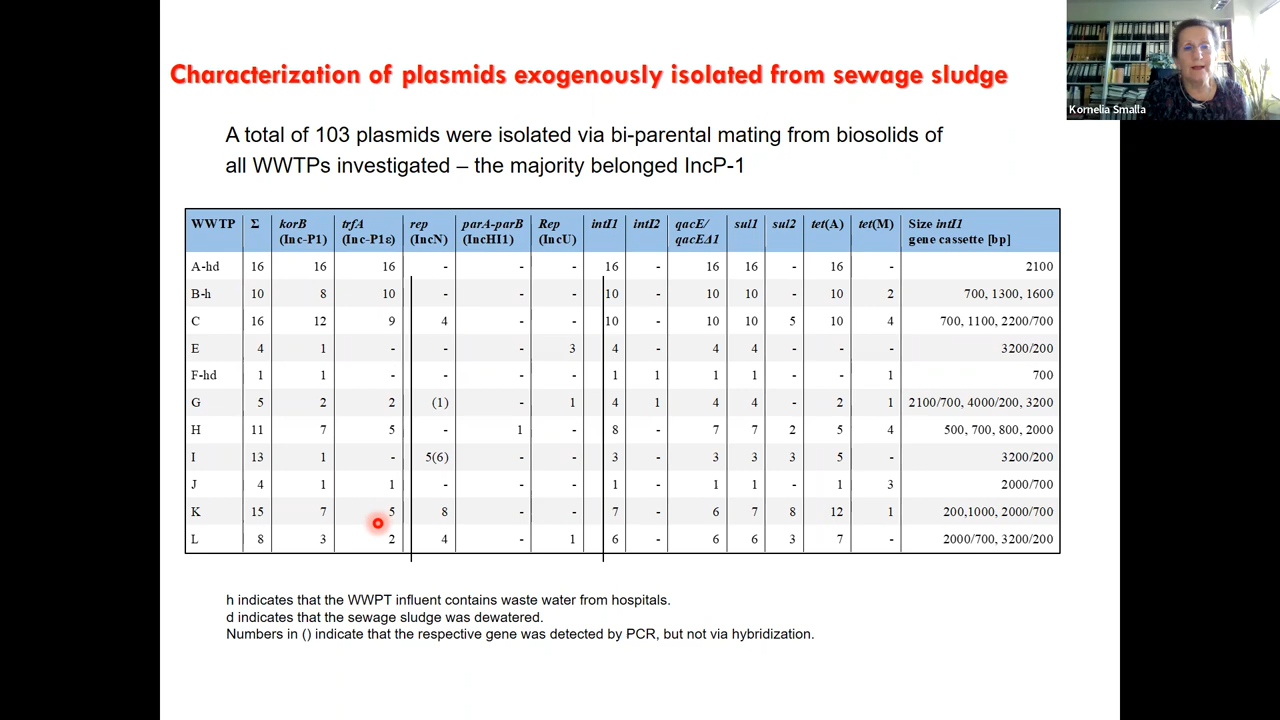 Characterization of plasmids exogenously isolated from sewage sludge
Kornelia Smalla
A total of 103 plasmids were isolated via bi-parental mating from biosolids of
all WWTPs investigated – the majority belonged IncP-1
WWTP Σ korB (Inc-P1) trfA (Inc-P1ε) rep (IncN) parA-parB (IncHI1) Rep (IncU) intI1 intI2 qacE/ qacEΔ1 sul1 sul2 tet(A) tet(M) Size intI1 gene cassette [bp]
A-hd 16 16 16 - - - 16 - 16 16 - 16 - 2100
B-h 10 8 10 - - - 10 - 10 10 - 10 2 700, 1300, 1600
C 16 12 9 4 - - 10 - 10 10 5 10 4 700, 1100, 2200/700
E 4 1 - - - 3 4 - 4 4 - - - 3200/200
F-hd 1 1 - - - - 1 1 1 1 - - 1 700
G 5 2 2 (1) - 1 4 1 4 4 - 2 1 2100/700, 4000/200, 3200
H 11 7 5 - 1 - 8 - 7 7 2 5 4 500, 700, 800, 2000
I 13 1 - 5(6) - - 3 - 3 3 3 5 - 3200/200
J 4 1 1 - - - 1 - 1 1 - 1 3 2000/700
K 15 7 5 8 - - 7 - 6 7 8 12 1 200,1000, 2000/700
L 8 3 2 4 - 1 6 - 6 6 3 7 - 2000/700, 3200/200
h indicates that the WWPT influent contains waste water from hospitals.
d indicates that the sewage sludge was dewatered.
Numbers in () indicate that the respective gene was detected by PCR, but not via hybridization.